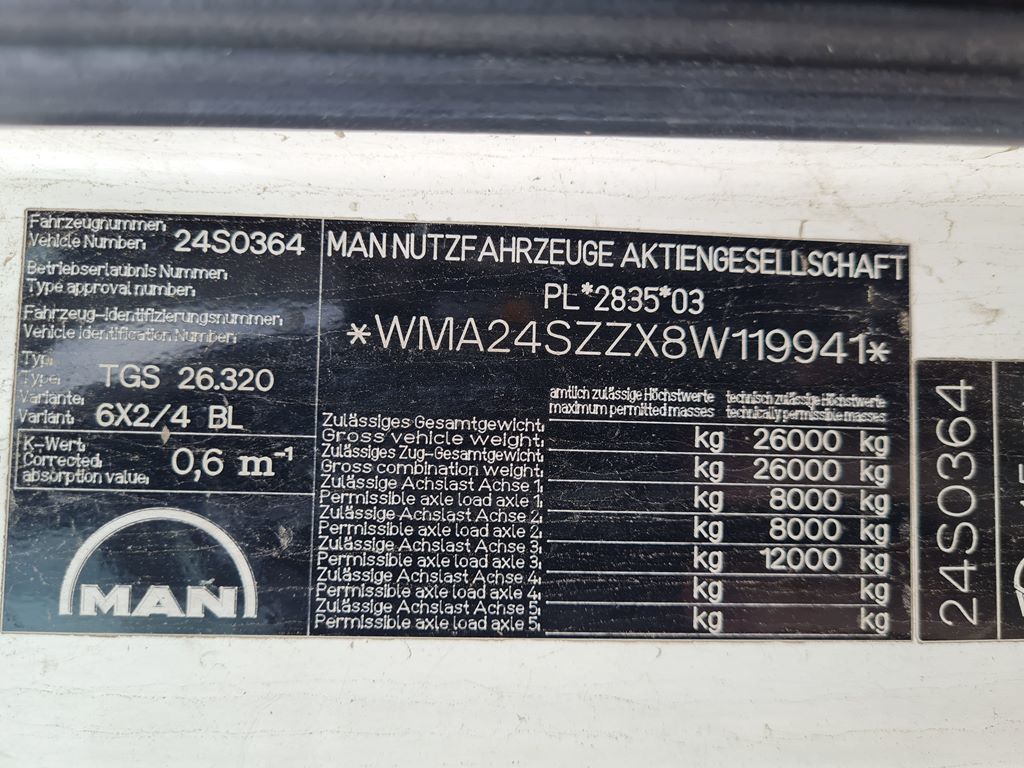 Fahrzeugnummer:
Vehicle Number: 24S0364
Betriebserlaubnis Nummer:
Type approval number:
Fahrzeug-Identifizierungsnummer:
Vehicle Identification Number:
Typ:
Type: TGS 26.320
Variante:
Variant: 6X2/4 BL
K-Wert:
Corrected absorption value: 0,6 m⁻¹
MAN
MAN NUTZFAHRZEUGE AKTIENGESELLSCHAFT
PL*2835*03
*WMA24SZZX8W119941*
amtlich zulässige Höchstwerte technisch zulässige Höchstwerte
maximum permitted masses technically permissible masses
Zulässiges Gesamtgewicht:
Gross vehicle weight: kg 26000 kg
Zulässiges Zug-Gesamtgewicht:
Gross combination weight: kg 26000 kg
Zulässige Achslast Achse 1:
Permissible axle load axle 1: kg 8000 kg
Zulässige Achslast Achse 2:
Permissible axle load axle 2: kg 8000 kg
Zulässige Achslast Achse 3:
Permissible axle load axle 3: kg 12000 kg
Zulässige Achslast Achse 4:
Permissible axle load axle 4: kg kg
Zulässige Achslast Achse 5:
Permissible axle load axle 5: kg kg
24S0364